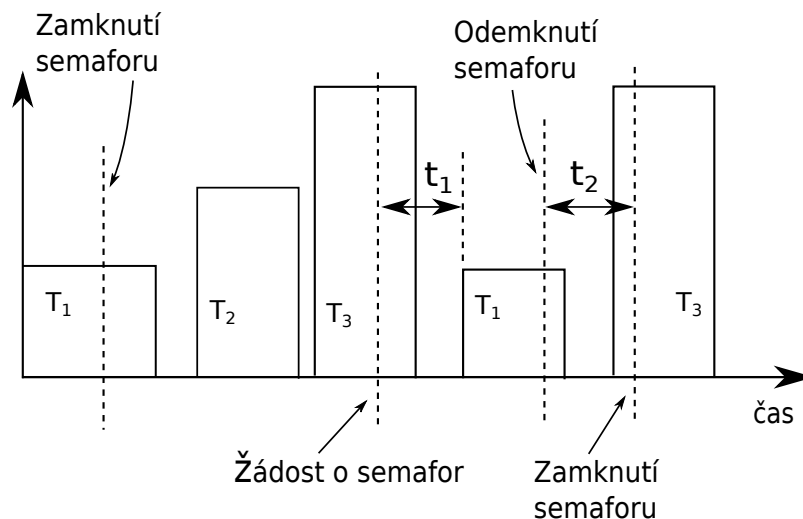 Zamknutí
semaforu
Odemknutí
semaforu
t₁
t₂
T₁
T₂
T₃
T₁
T₃
čas
Žádost o semafor
Zamknutí
semaforu